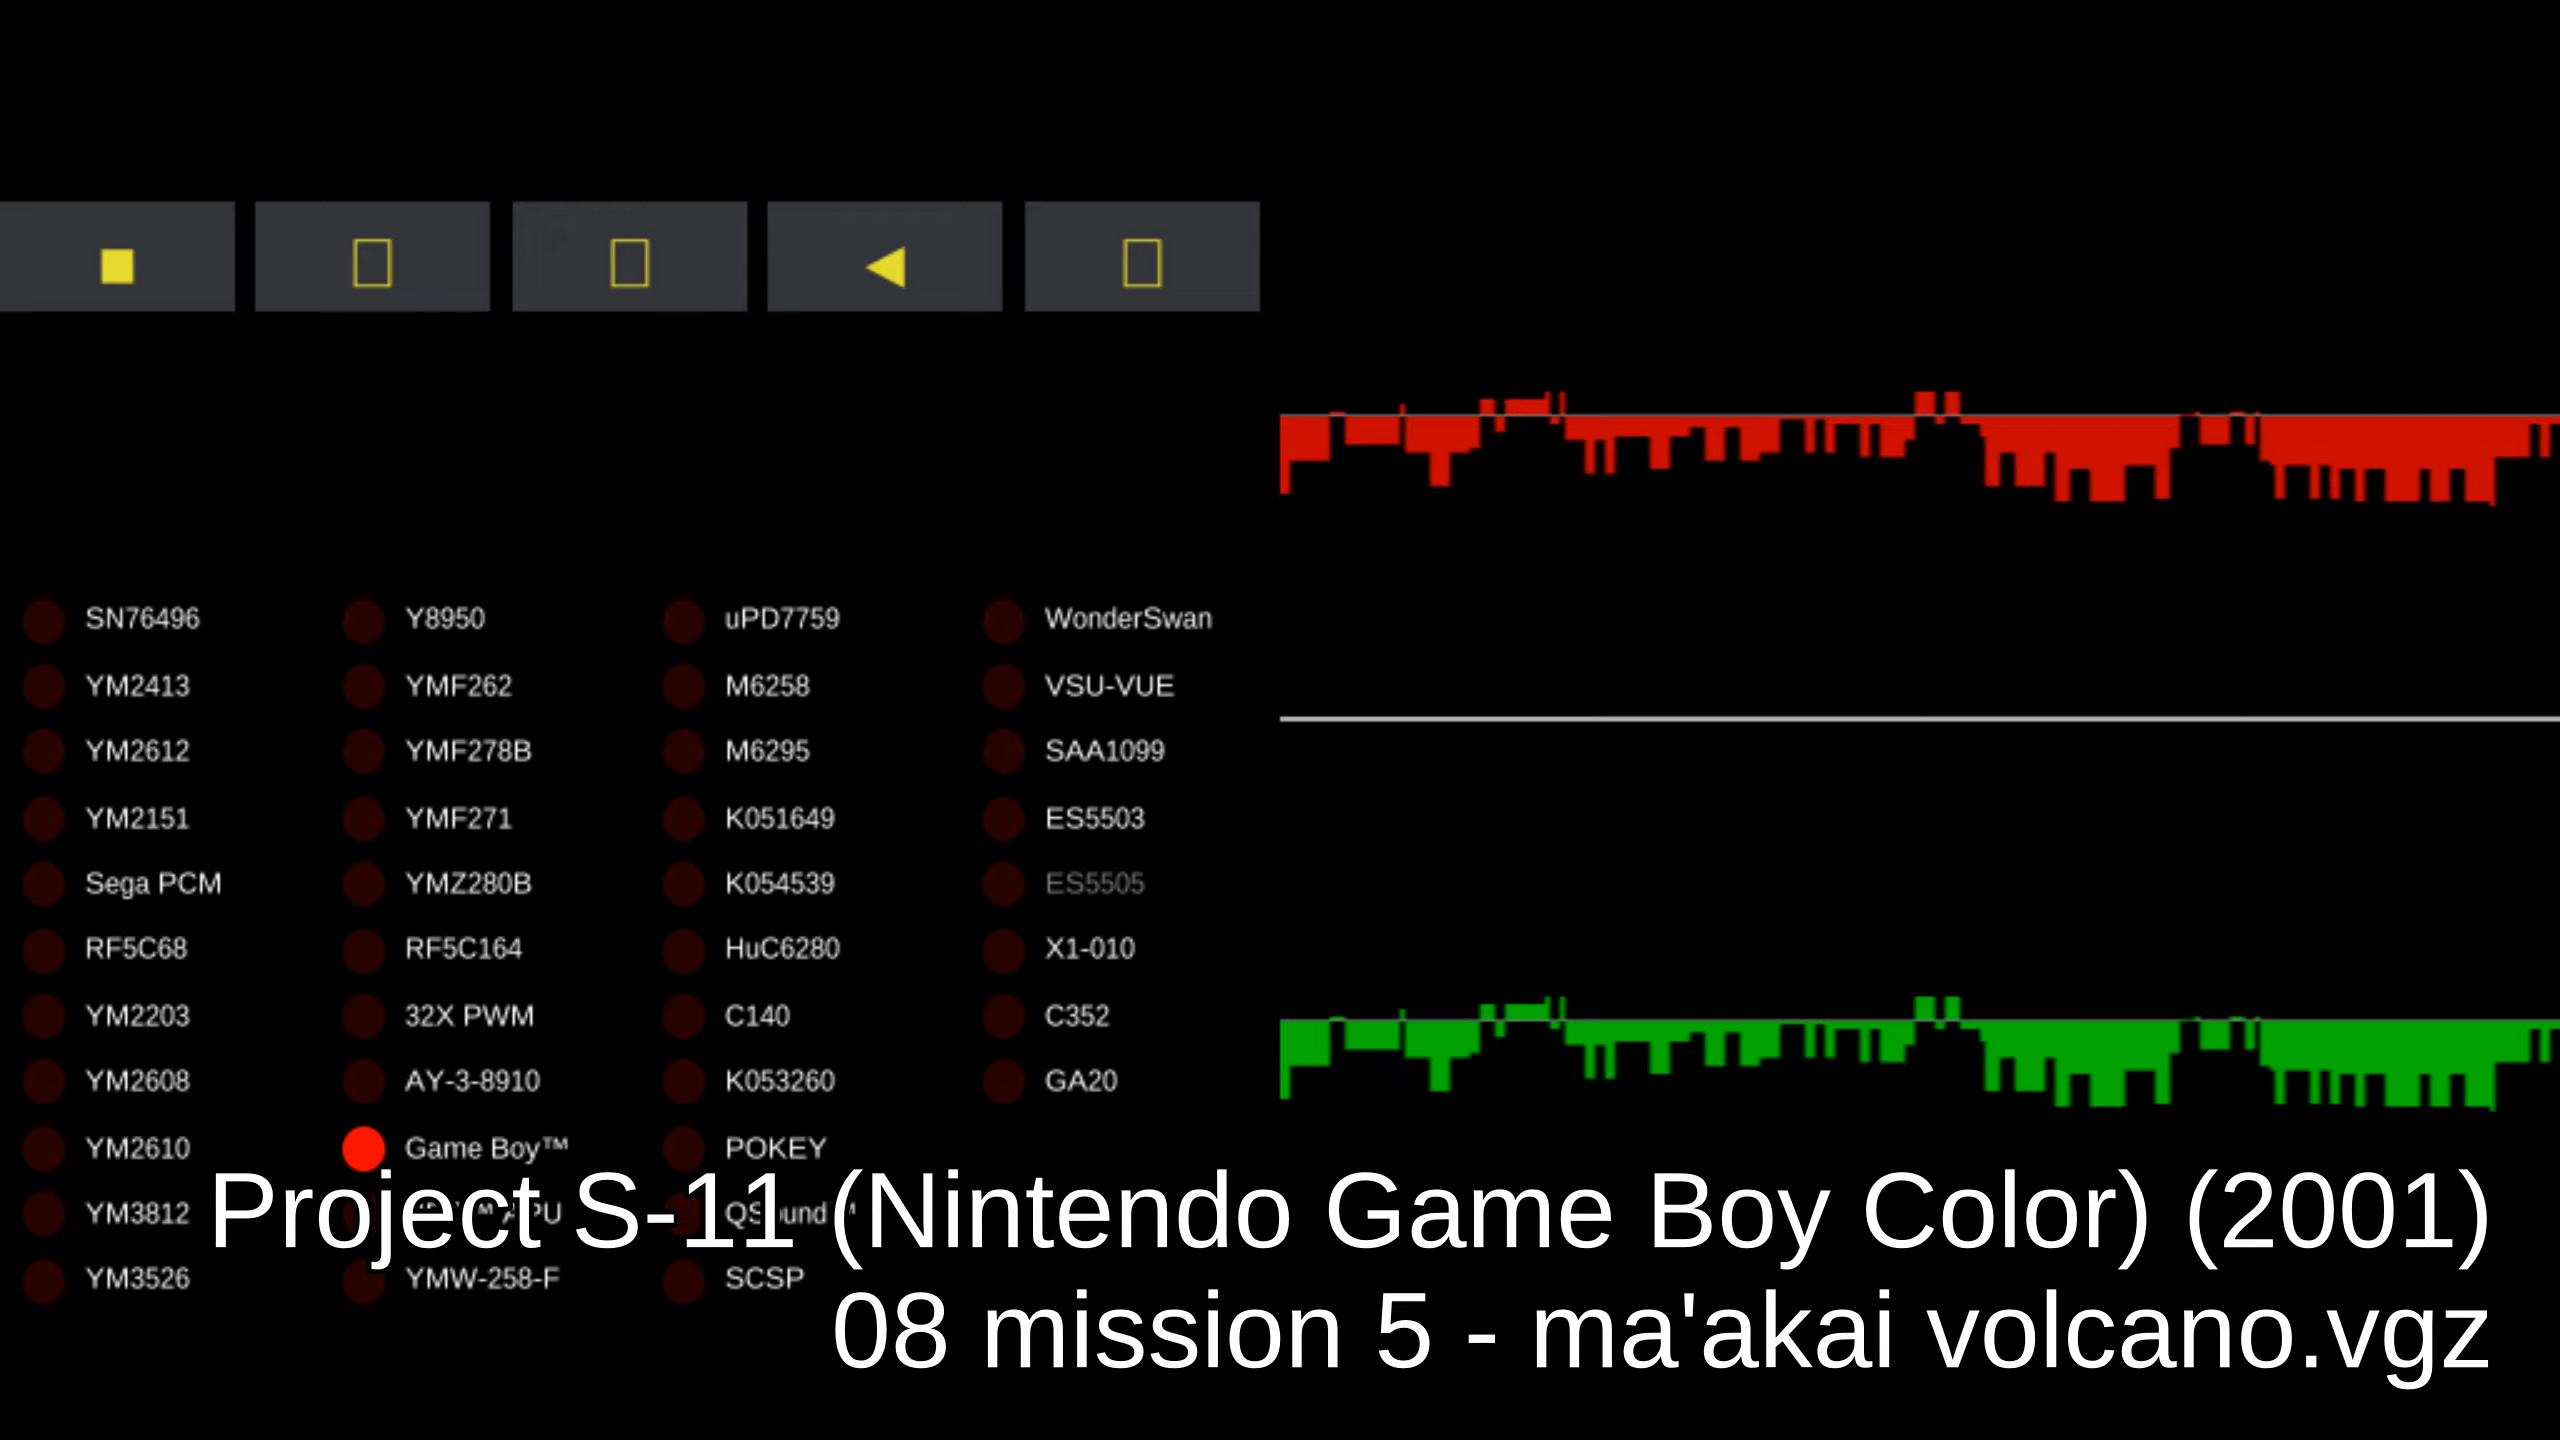 SN76496 Y8950 uPD7759 WonderSwan
YM2413 YMF262 M6258 VSU-VUE
YM2612 YMF278B M6295 SAA1099
YM2151 YMF271 K051649 ES5503
Sega PCM YMZ280B K054539 ES5505
RF5C68 RF5C164 HuC6280 X1-010
YM2203 32X PWM C140 C352
YM2608 AY-3-8910 K053260 GA20
YM2610 Game Boy™ POKEY
YM3812
YM3526 YMW-258-F SCSP
Project S-11 (Nintendo Game Boy Color) (2001)
08 mission 5 - ma'akai volcano.vgz